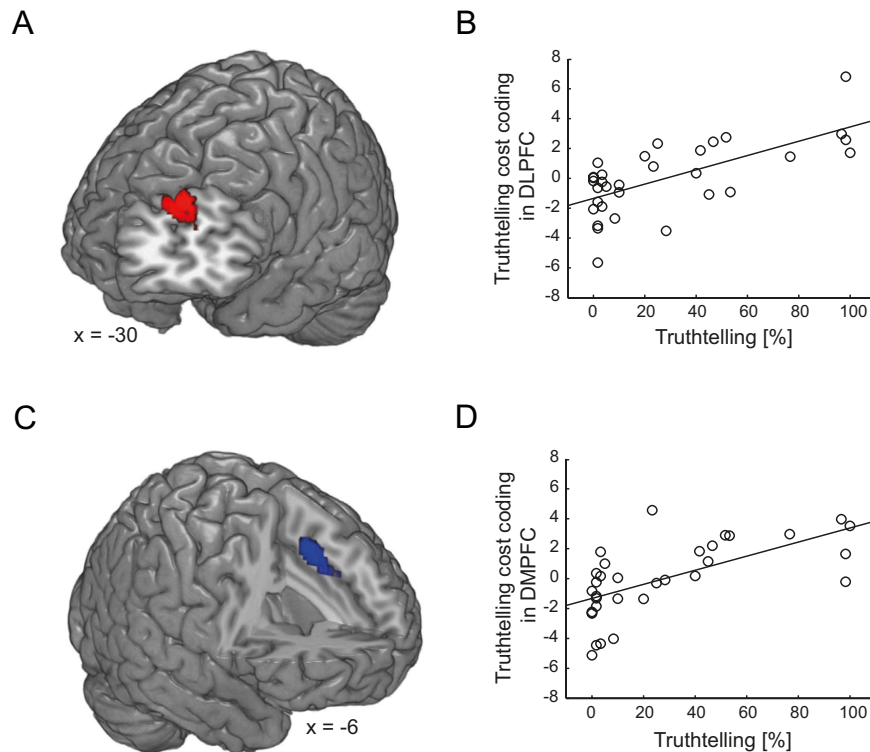 A
x = -30
B
Truthtelling cost coding
in DLPFC
8
6
4
2
0
-2
-4
-6
-8
0 20 40 60 80 100
Truthtelling [%]
C
x = -6
D
Truthtelling cost coding
in DMPFC
8
6
4
2
0
-2
-4
-6
-8
0 20 40 60 80 100
Truthtelling [%]